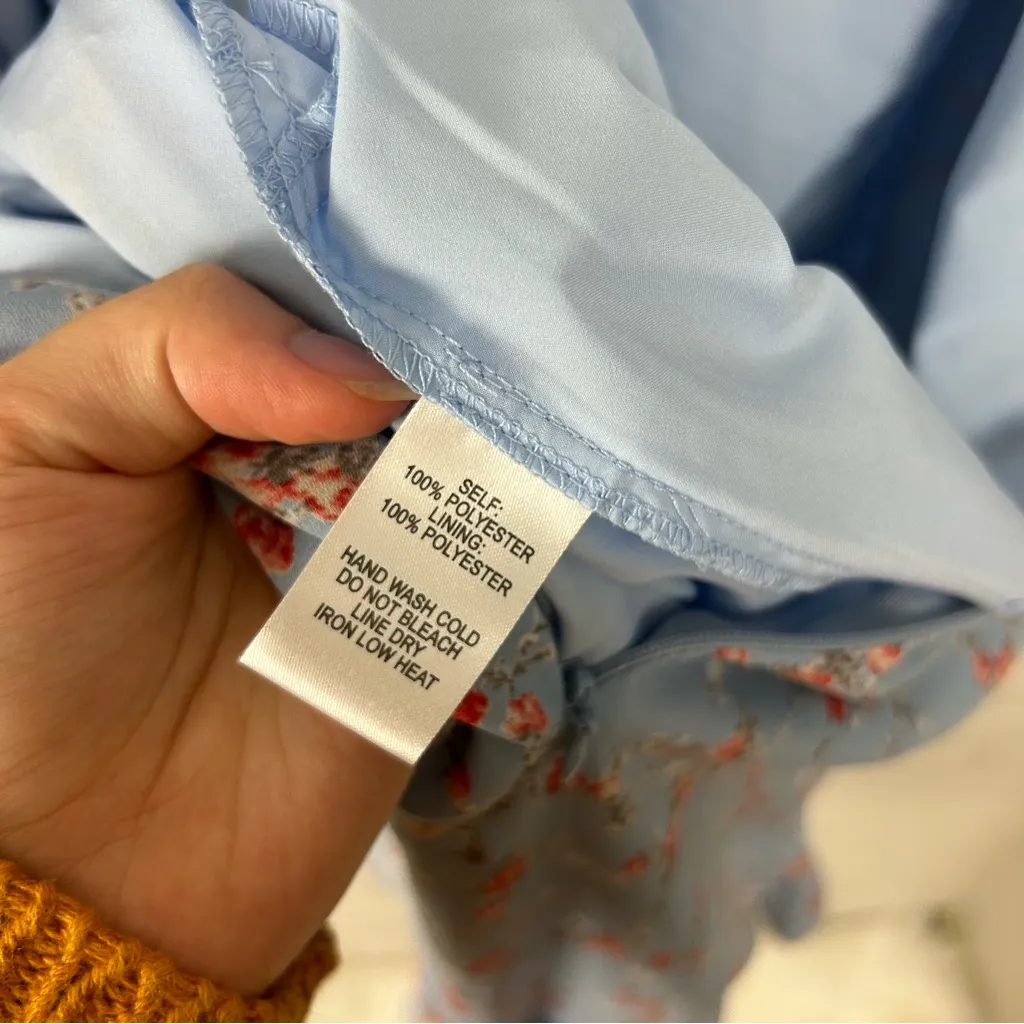 SELF:
100% POLYESTER
LINING:
100% POLYESTER
HAND WASH COLD
DO NOT BLEACH
LINE DRY
IRON LOW HEAT